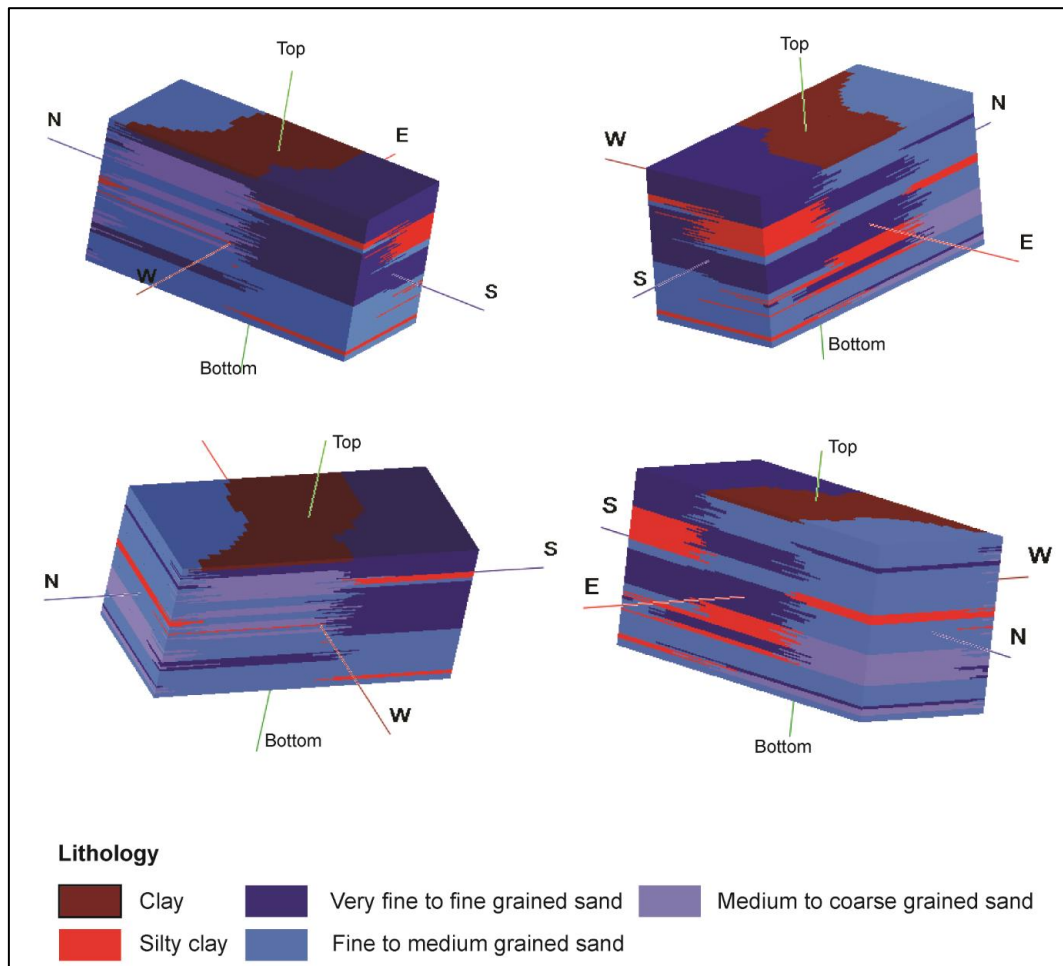 Top
N
E
W
S
Bottom
Top
N
W
E
S
Bottom
Top
S
N
W
Bottom
Top
S
W
E
N
Bottom
Lithology
Clay
Very fine to fine grained sand
Medium to coarse grained sand
Silty clay
Fine to medium grained sand